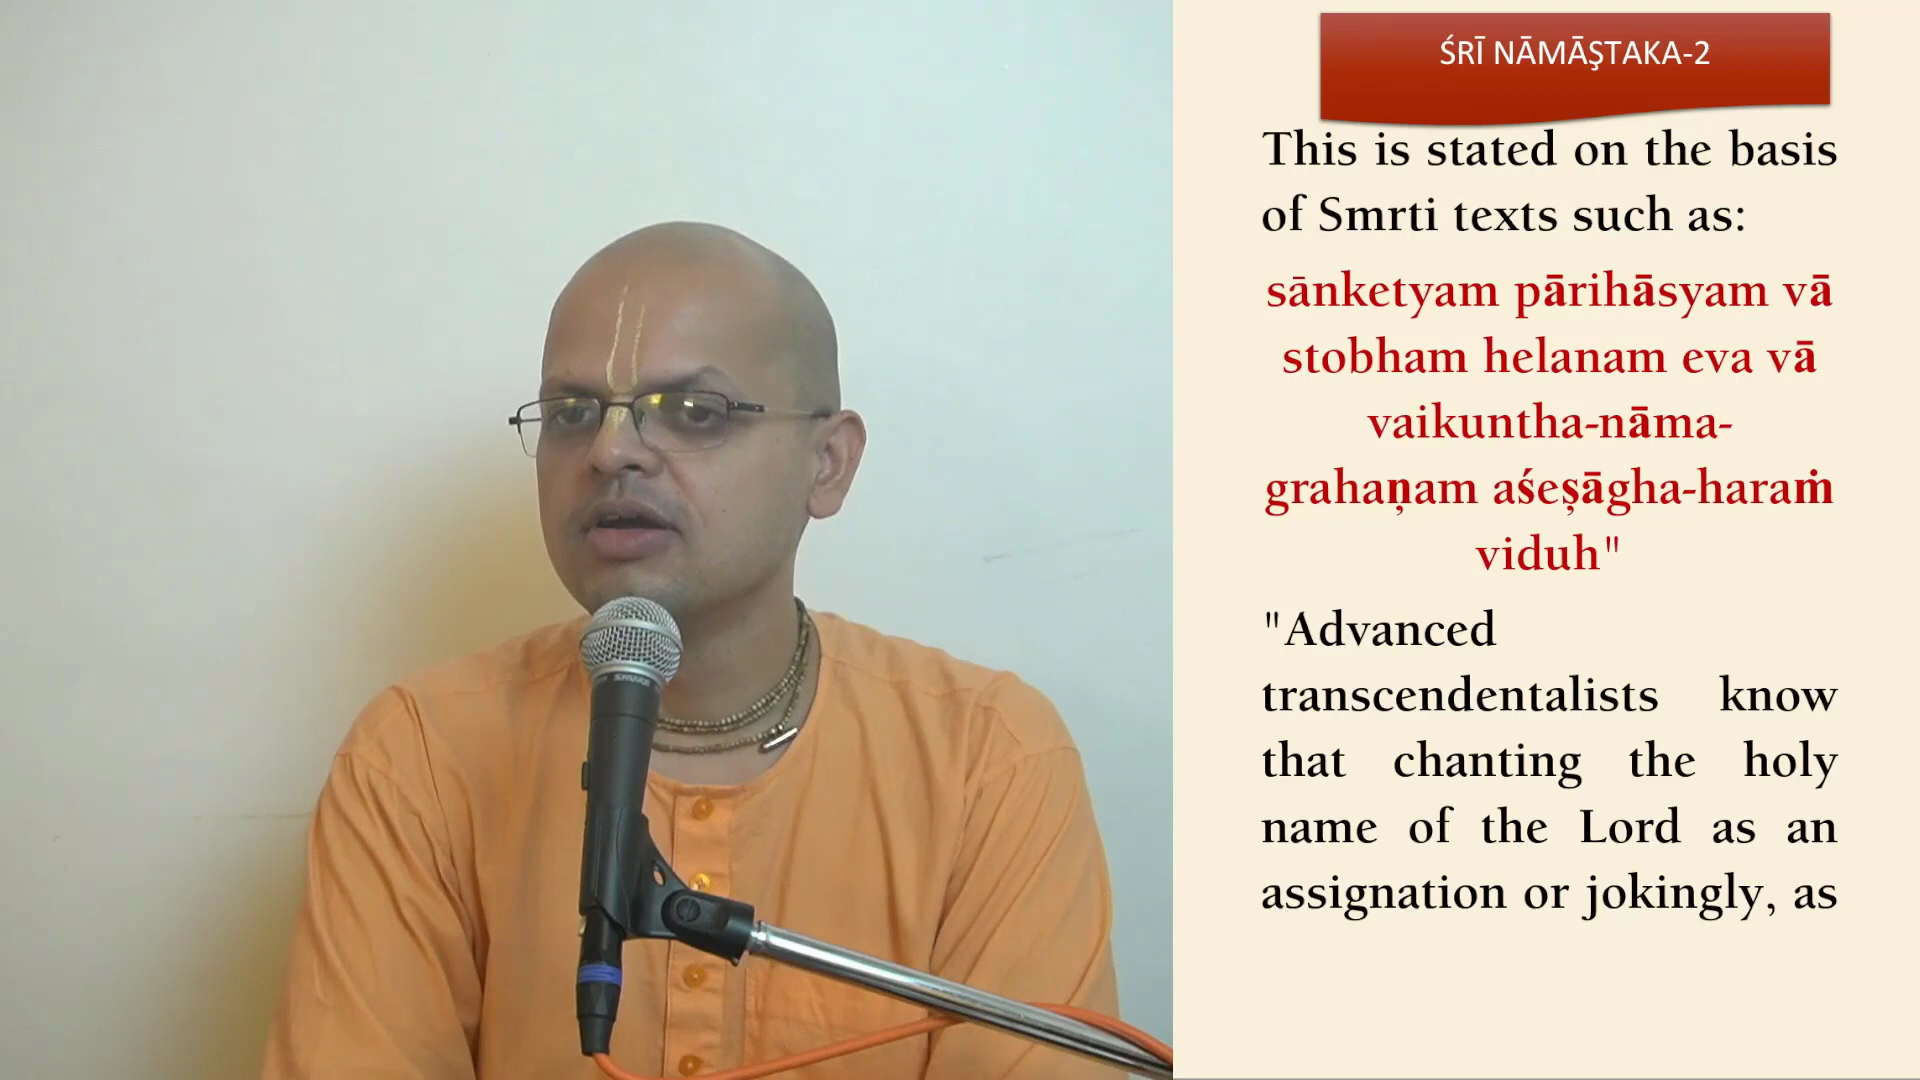 ŚRĪ NĀMĀŞTAKA-2
This is stated on the basis
of Smrti texts such as:
sānketyam pārihāsyam vā
stobham helanam eva vā
vaikuntha-nāma-
grahaṇam aśeṣāgha-haraṁ
viduh"
"Advanced
transcendentalists know
that chanting the holy
name of the Lord as an
assignation or jokingly, as
SHURE